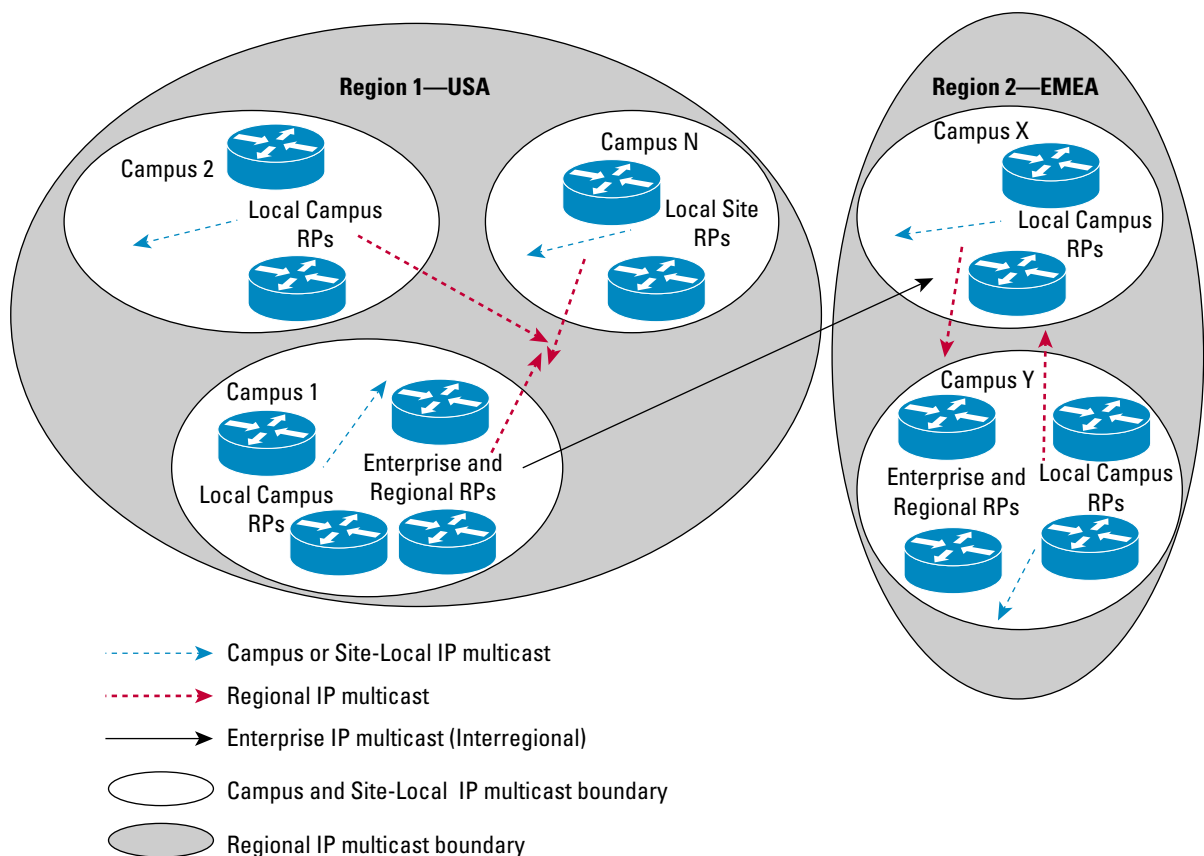 Region 1—USA
Campus 2
Local Campus
RPs
Campus N
Local Site
RPs
Campus 1
Local Campus
RPs
Enterprise and
Regional RPs
Region 2—EMEA
Campus X
Local Campus
RPs
Campus Y
Enterprise and
Regional RPs
Local Campus
RPs
Campus or Site-Local IP multicast
Regional IP multicast
Enterprise IP multicast (Interregional)
Campus and Site-Local IP multicast boundary
Regional IP multicast boundary